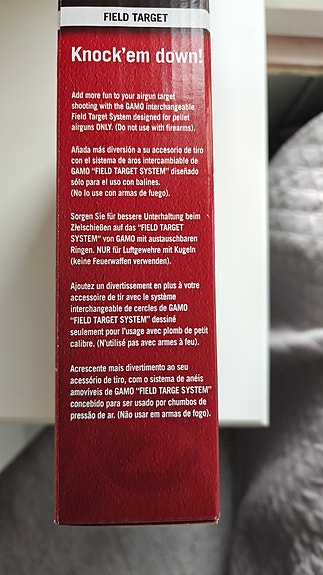 FIELD TARGET
Knock'em down!
Add more fun to your airgun target
shooting with the GAMO interchangeable
Field Target System designed for pellet
airguns ONLY. (Do not use with firearms).
Añada más diversión a su accesorio de tiro
con el sistema de aros intercambiable de
GAMO "FIELD TARGET SYSTEM" diseñado
sólo para el uso con balines.
(No lo use con armas de fuego).
Sorgen Sie für bessere Unterhaltung beim
Zielschießen auf das "FIELD TARGET
SYSTEM" von GAMO mit austauschbaren
Ringen. NUR für Luftgewehre mit Kugeln
(keine Feuerwaffen verwenden).
Ajoutez un divertissement en plus à votre
accessoire de tir avec le système
interchangeable de cercles de GAMO
"FIELD TARGET SYSTEM" dessiné
seulement pour l'usage avec plomb de petit
calibre. (N'utilisé pas avec armes à feu).
Acrescente mais divertimento ao seu
acessório de tiro, com o sistema de anéis
amovíveis de GAMO "FIELD TARGE SYSTEM"
concebido para ser usado por chumbos de
pressão de ar. (Não usar em armas de fogo).